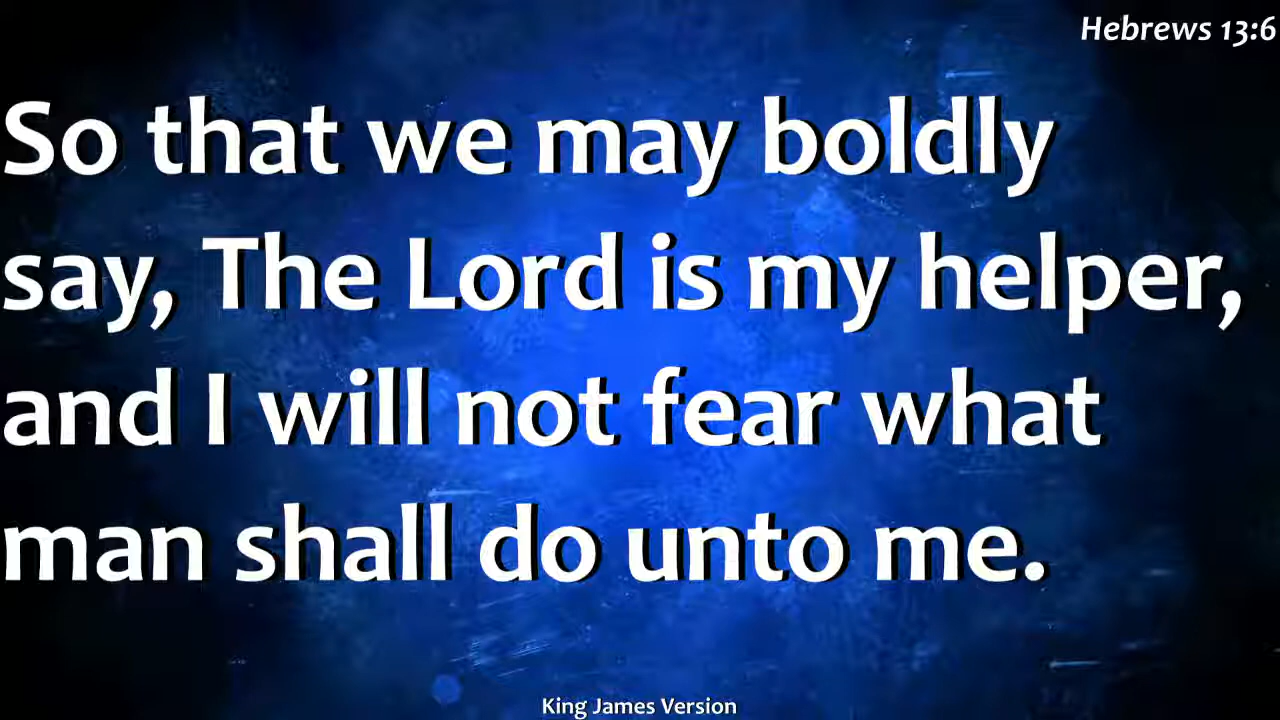 Hebrews 13:6
So that we may boldly
say, The Lord is my helper,
and I will not fear what
man shall do unto me.
King James Version